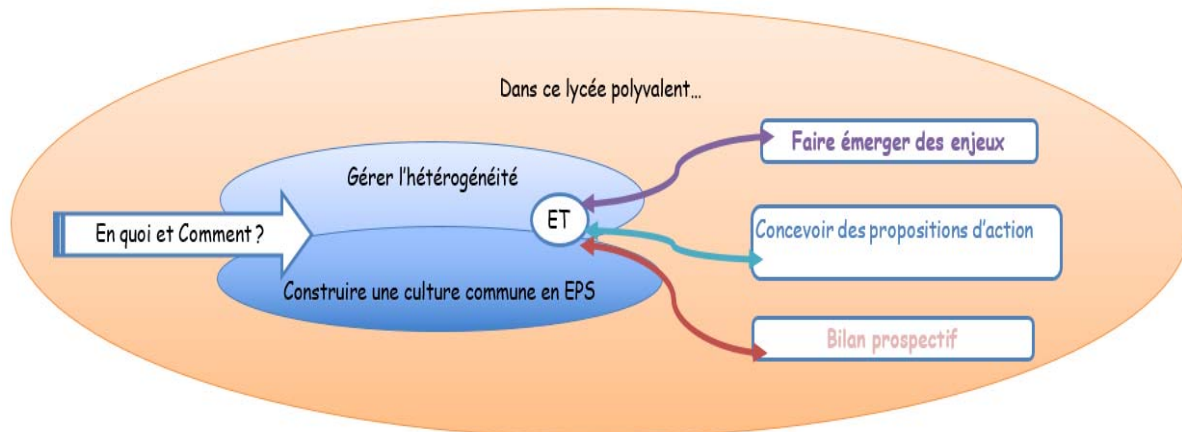 Dans ce lycée polyvalent...
Faire émerger des enjeux
Gérer l'hétérogénéité
En quoi et Comment ?
ET
Concevoir des propositions d'action
Construire une culture commune en EPS
Bilan prospectif